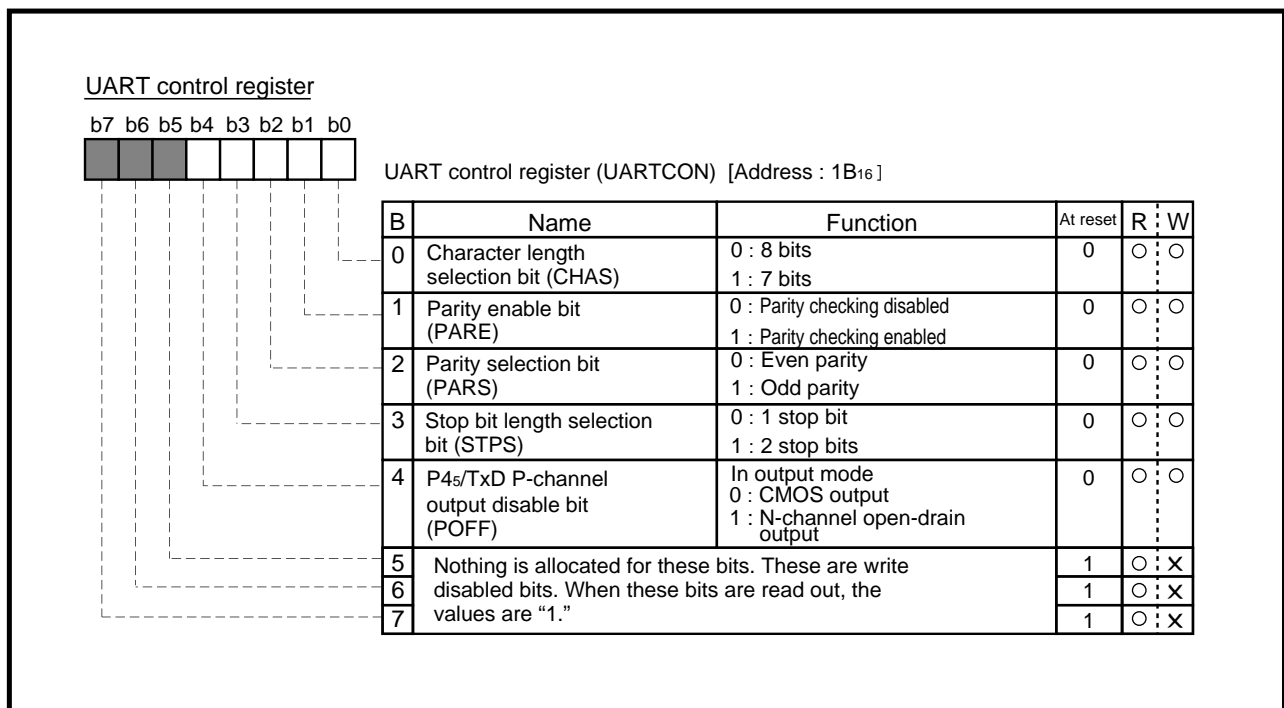 UART control register
b7 b6 b5 b4 b3 b2 b1 b0
UART control register (UARTCON) [Address : 1B16 ]
B Name Function At reset R W
0 Character length selection bit (CHAS) 0 : 8 bits 1 : 7 bits 0 ○ ○
1 Parity enable bit (PARE) 0 : Parity checking disabled 1 : Parity checking enabled 0 ○ ○
2 Parity selection bit (PARS) 0 : Even parity 1 : Odd parity 0 ○ ○
3 Stop bit length selection bit (STPS) 0 : 1 stop bit 1 : 2 stop bits 0 ○ ○
4 P45/TxD P-channel output disable bit (POFF) In output mode 0 : CMOS output 1 : N-channel open-drain output 0 ○ ○
5 Nothing is allocated for these bits. These are write 1 ○ ×
6 disabled bits. When these bits are read out, the 1 ○ ×
7 values are “1.” 1 ○ ×